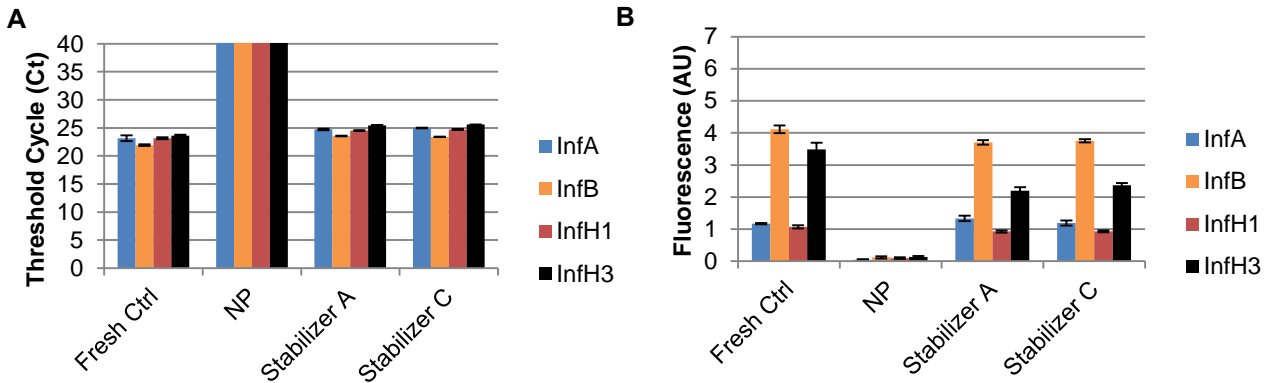 A
Threshold Cycle (Ct)
40
35
30
25
20
15
10
5
0
Fresh Ctrl
NP
Stabilizer A
Stabilizer C
InfA
InfB
InfH1
InfH3
B
Fluorescence (AU)
7
6
5
4
3
2
1
0
Fresh Ctrl
NP
Stabilizer A
Stabilizer C
InfA
InfB
InfH1
InfH3